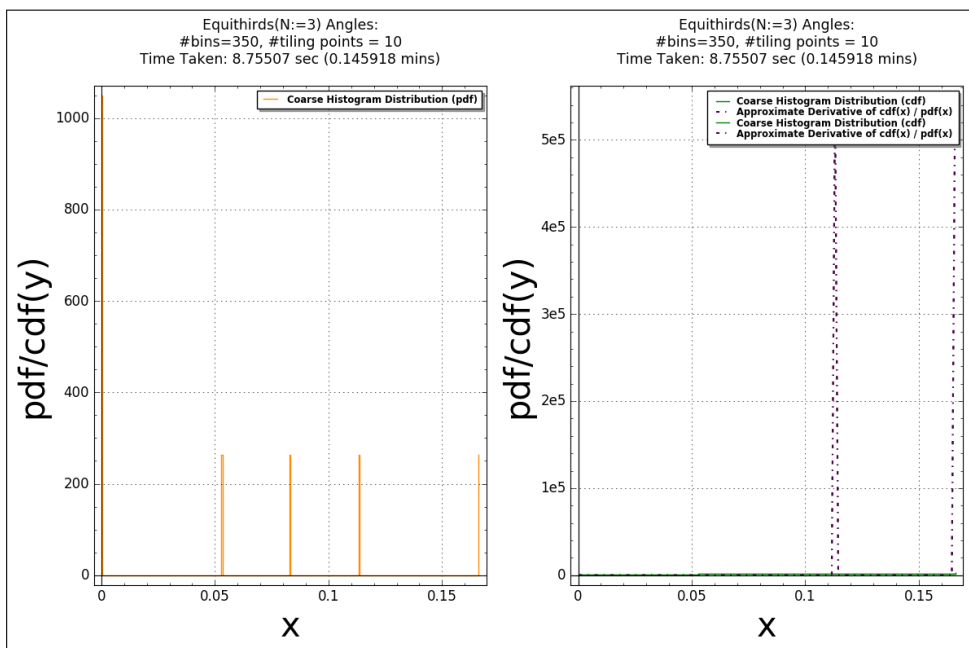 Equithirds(N:=3) Angles:
#bins=350, #tiling points = 10
Time Taken: 8.75507 sec (0.145918 mins)
Coarse Histogram Distribution (pdf)
1000
800
600
400
200
0
pdf/cdf(y)
0
0.05
0.1
0.15
x
Equithirds(N:=3) Angles:
#bins=350, #tiling points = 10
Time Taken: 8.75507 sec (0.145918 mins)
Coarse Histogram Distribution (cdf)
Approximate Derivative of cdf(x) / pdf(x)
Coarse Histogram Distribution (cdf)
Approximate Derivative of cdf(x) / pdf(x)
5e5
4e5
3e5
2e5
1e5
0
pdf/cdf(y)
0
0.05
0.1
0.15
x